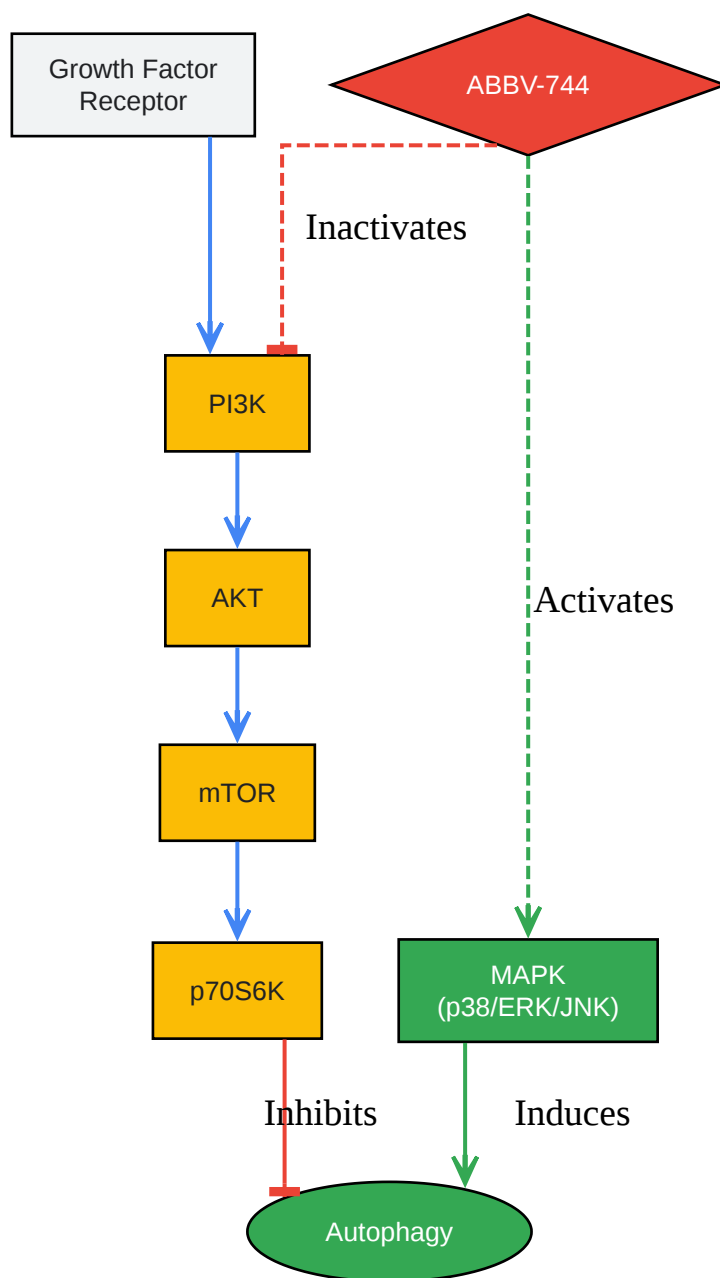 Growth Factor
Receptor
ABBV-744
Inactivates
PI3K
AKT
Activates
mTOR
p70S6K
MAPK
(p38/ERK/JNK)
Inhibits
Induces
Autophagy